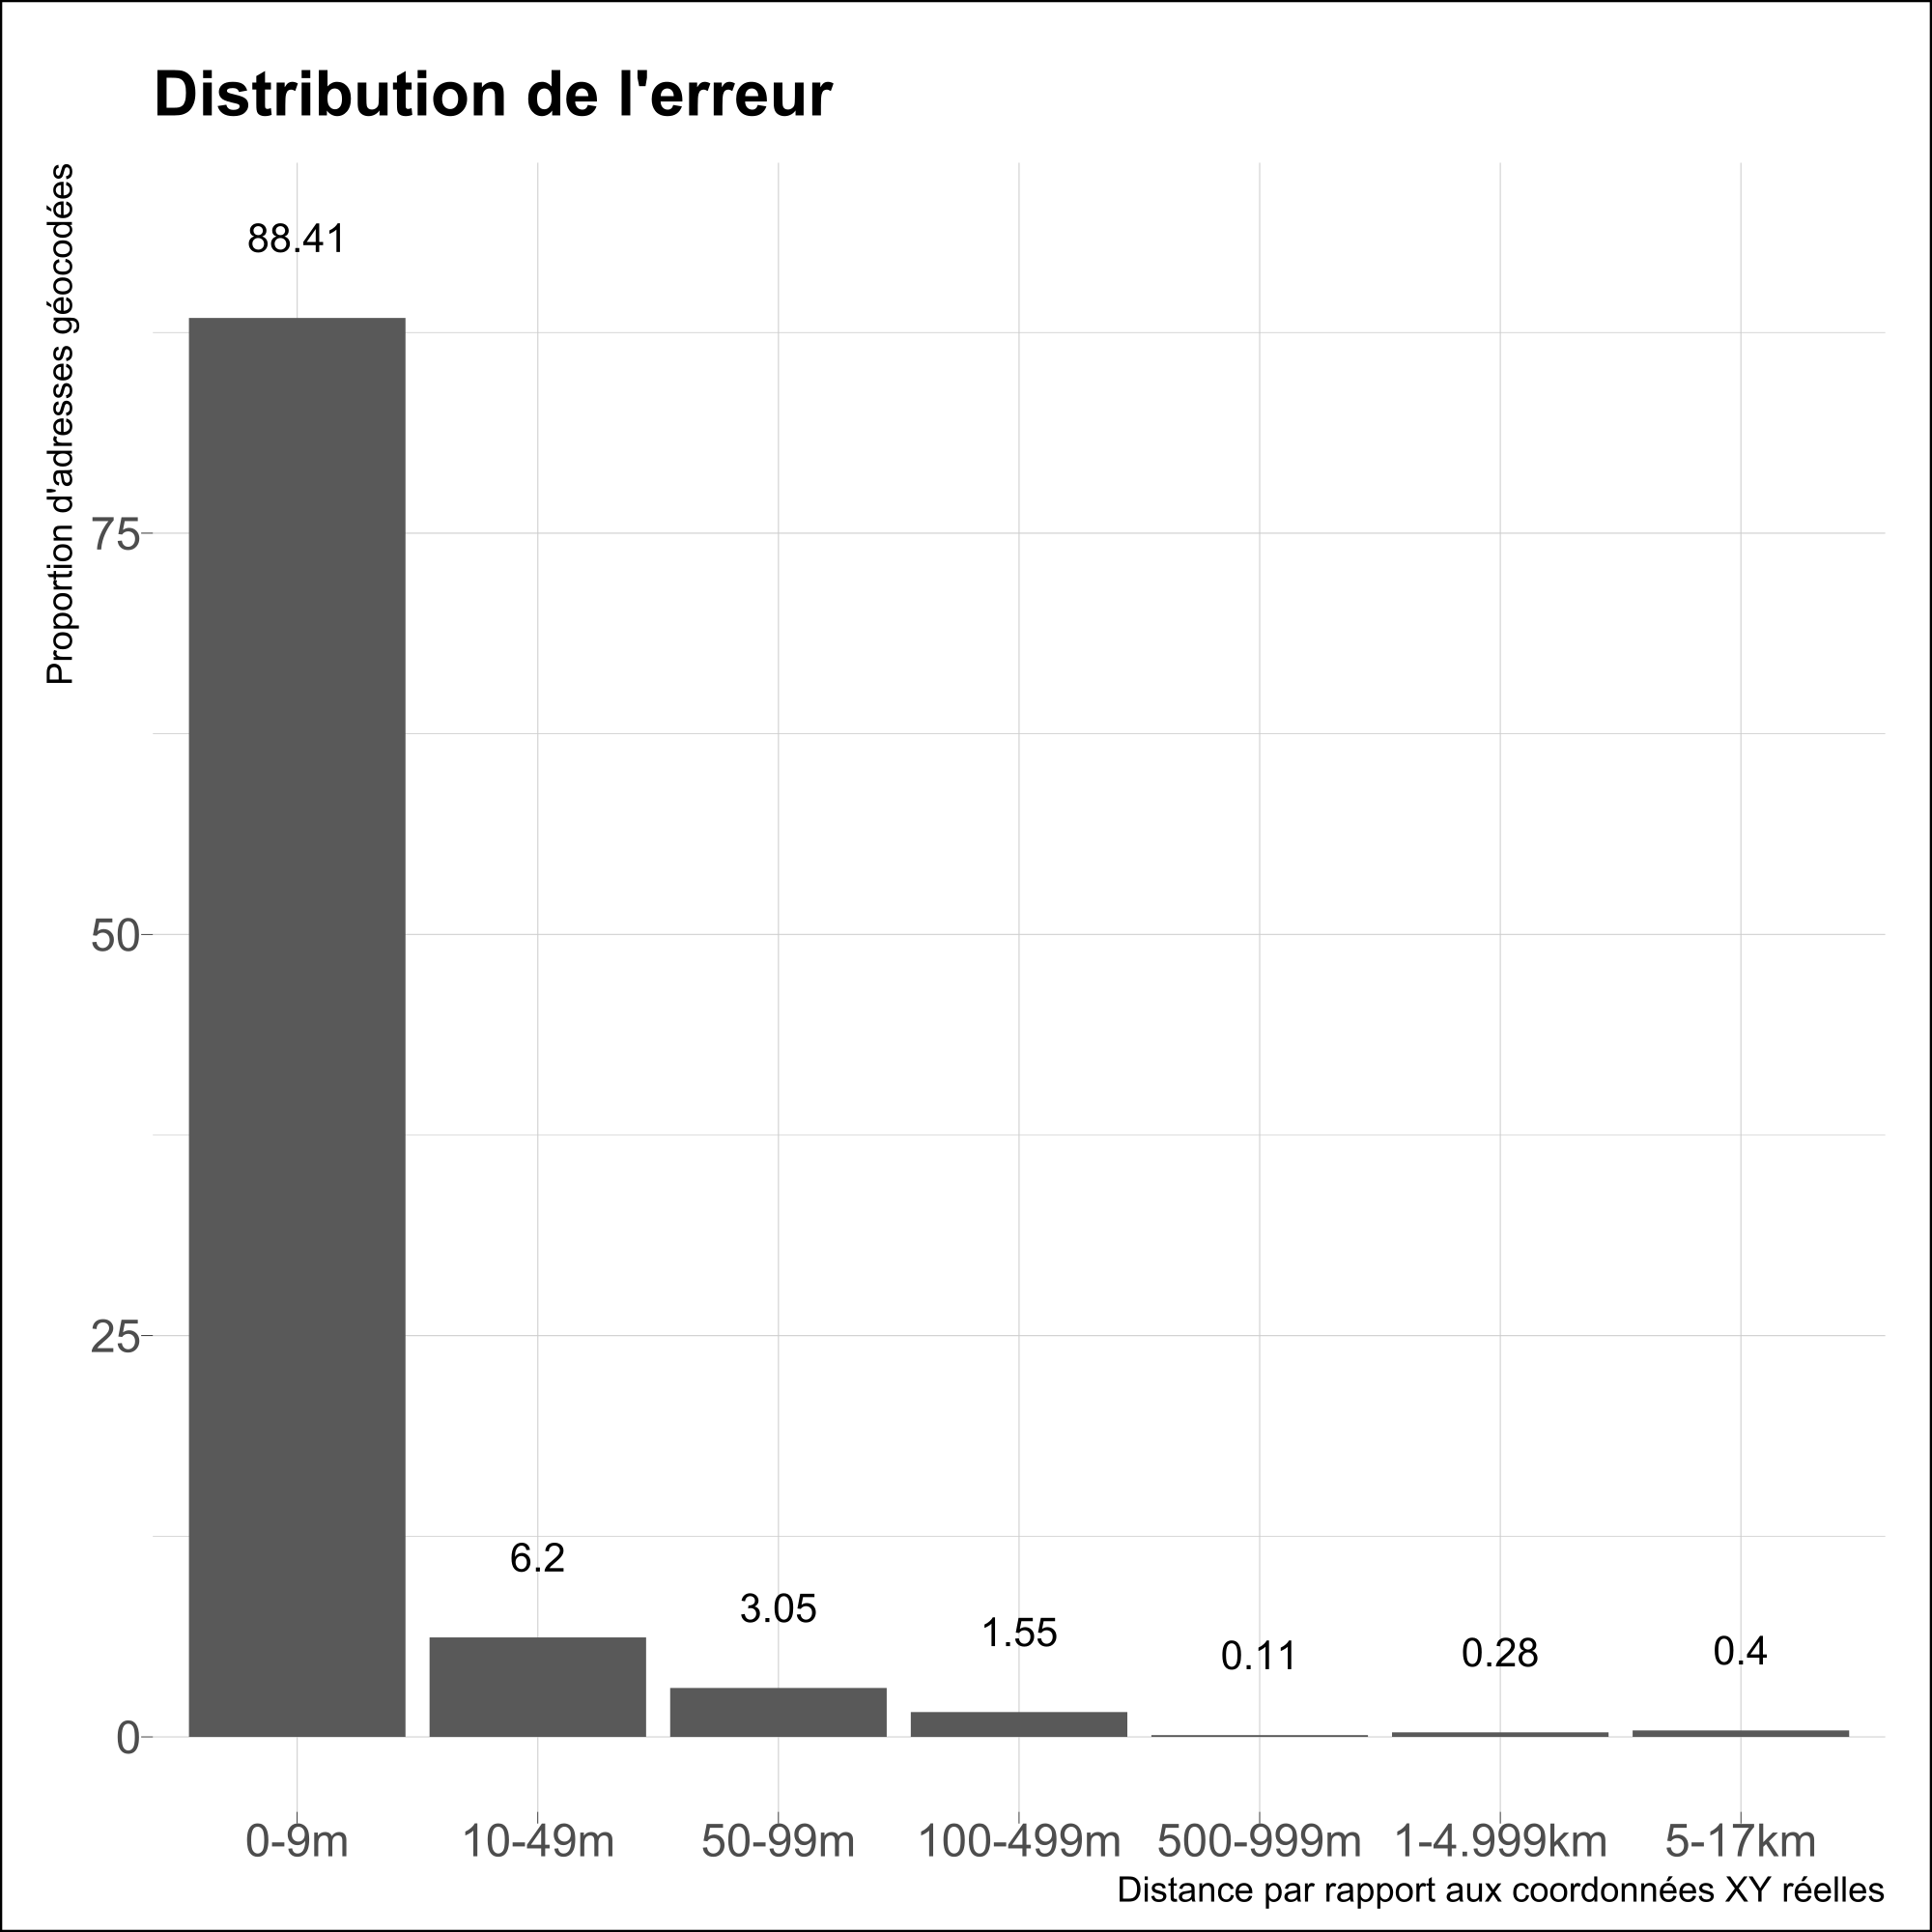 Distribution de l'erreur
Proportion d'adresses géocodées
88.41
75
50
25
6.2
3.05
1.55
0.11
0.28
0.4
0
0-9m
10-49m
50-99m
100-499m
500-999m
1-4.999km
5-17km
Distance par rapport aux coordonnées XY réelles